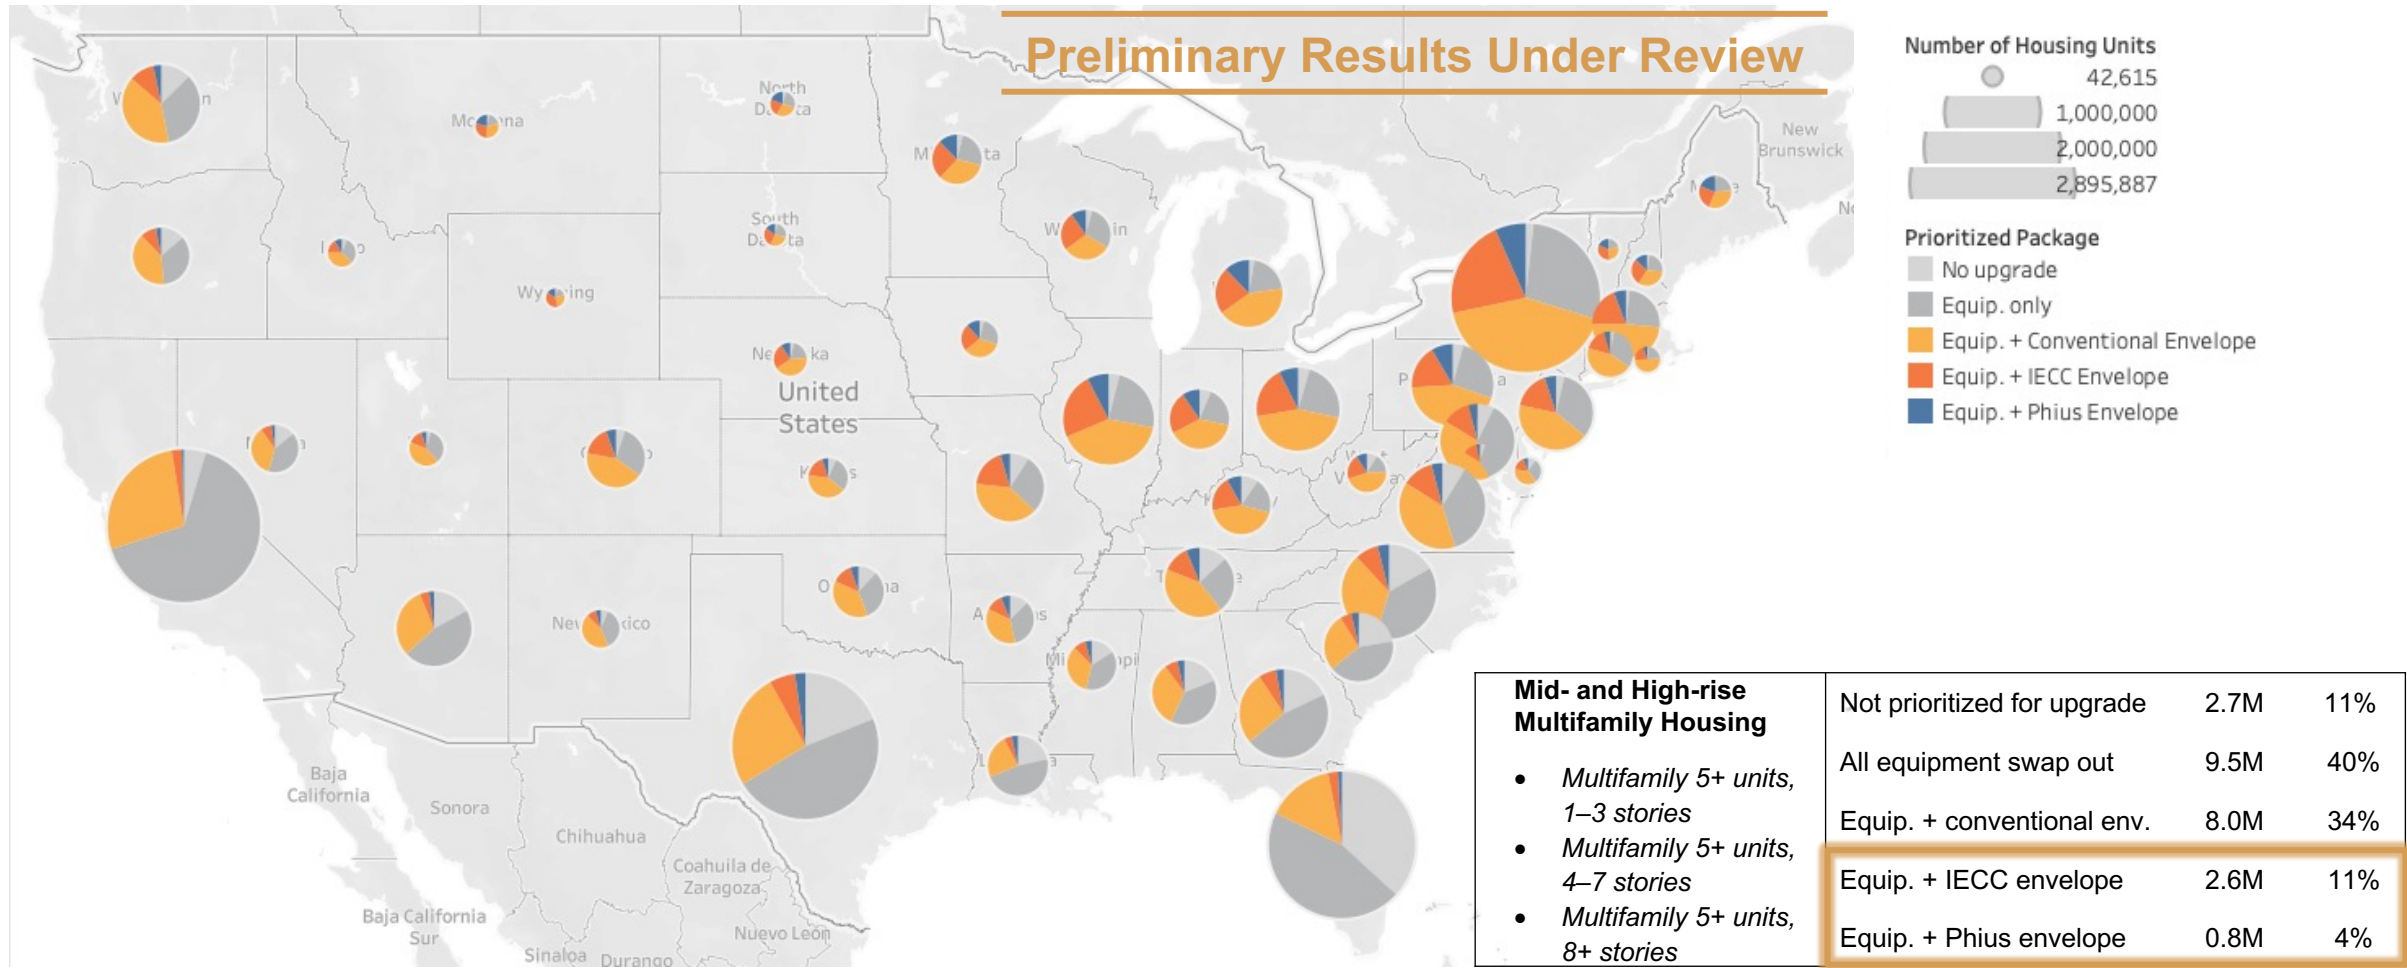 Preliminary Results Under Review
Number of Housing Units
42,615
1,000,000
2,000,000
2,895,887
Prioritized Package
No upgrade
Equip. only
Equip. + Conventional Envelope
Equip. + IECC Envelope
Equip. + Phius Envelope
North
New
Brunswick
South
United
States
Baja
California
Sonora
Chihuahua
Coahuila de
Zaragoza
Baja California
Sur
Nuevo León
Sinaloa
Durango
Mid- and High-rise
Multifamily Housing
• Multifamily 5+ units,
1–3 stories
• Multifamily 5+ units,
4–7 stories
• Multifamily 5+ units,
8+ stories
Not prioritized for upgrade 2.7M 11%
All equipment swap out 9.5M 40%
Equip. + conventional env. 8.0M 34%
Equip. + IECC envelope 2.6M 11%
Equip. + Phius envelope 0.8M 4%